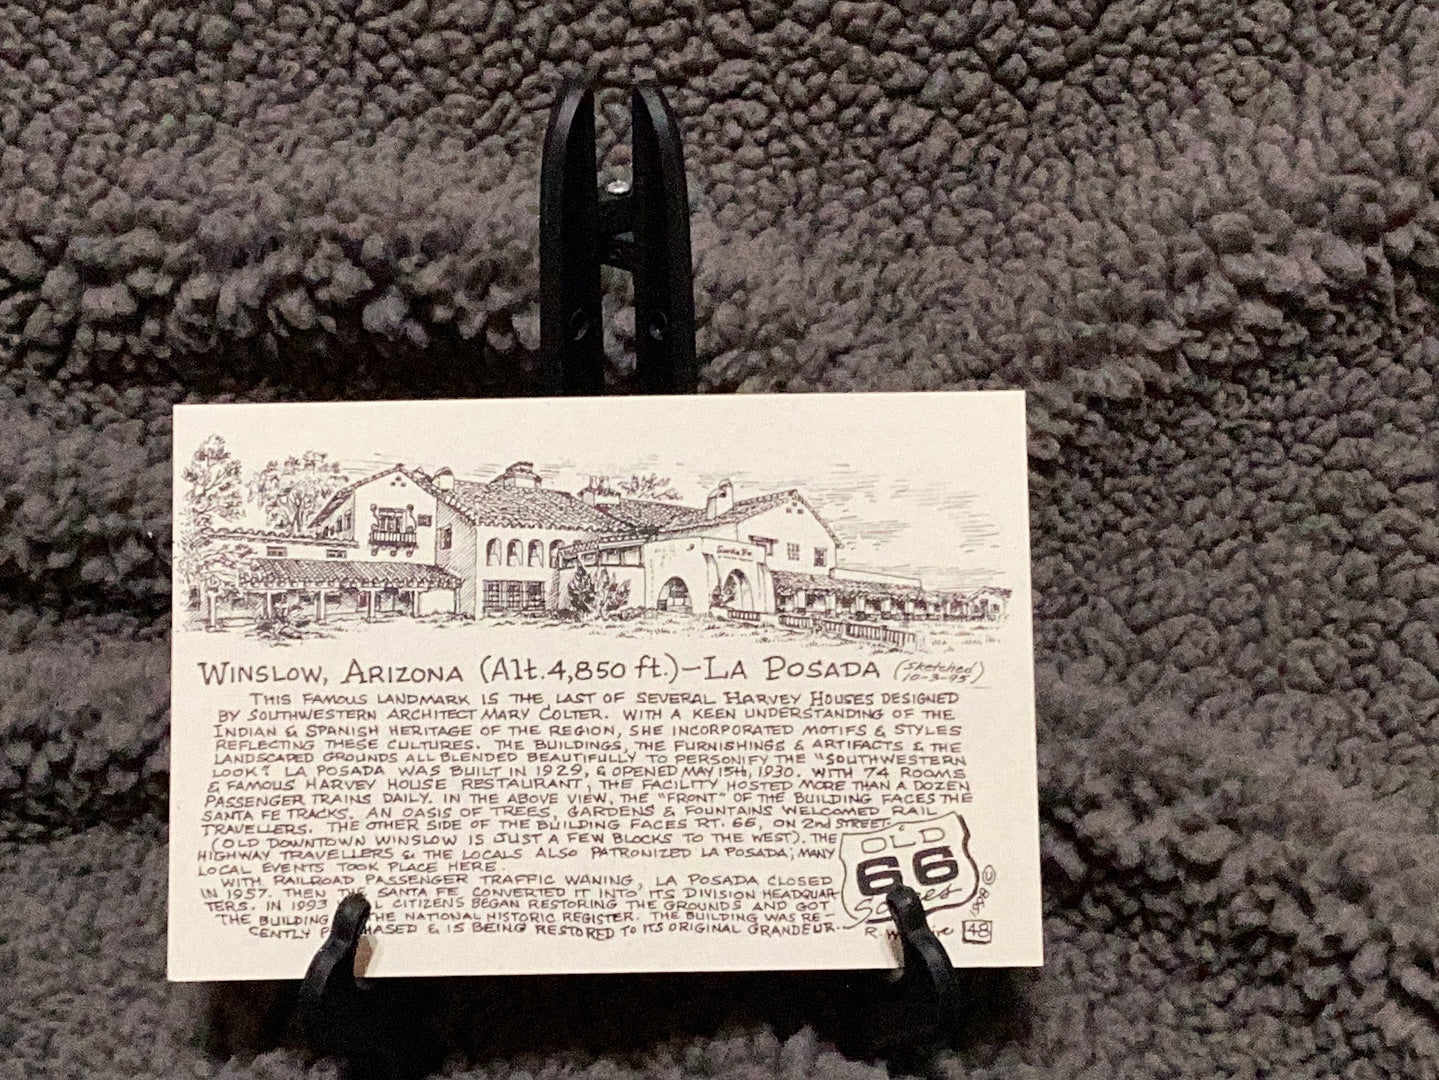 Santa Fe
WINSLOW, ARIZONA (Alt. 4,850 ft.)–LA POSADA (Sketched 10-3-95)
THIS FAMOUS LANDMARK IS THE LAST OF SEVERAL HARVEY HOUSES DESIGNED
BY SOUTHWESTERN ARCHITECT MARY COLTER. WITH A KEEN UNDERSTANDING OF THE
INDIAN & SPANISH HERITAGE OF THE REGION, SHE INCORPORATED MOTIFS & STYLES
REFLECTING THESE CULTURES. THE BUILDINGS, THE FURNISHINGS & ARTIFACTS & THE
LANDSCAPED GROUNDS ALL BLENDED BEAUTIFULLY TO PERSONIFY THE "SOUTHWESTERN
LOOK". LA POSADA WAS BUILT IN 1929, & OPENED MAY 15th, 1930. WITH 74 ROOMS
& FAMOUS HARVEY HOUSE RESTAURANT, THE FACILITY HOSTED MORE THAN A DOZEN
PASSENGER TRAINS DAILY. IN THE ABOVE VIEW, THE "FRONT" OF THE BUILDING FACES THE
SANTA FE TRACKS. AN OASIS OF TREES, GARDENS & FOUNTAINS WELCOMED RAIL
TRAVELLERS. THE OTHER SIDE OF THE BUILDING FACES RT. 66, ON 2nd STREET.
(OLD DOWNTOWN WINSLOW IS JUST A FEW BLOCKS TO THE WEST). THE
HIGHWAY TRAVELLERS & THE LOCALS ALSO PATRONIZED LA POSADA; MANY
LOCAL EVENTS TOOK PLACE HERE.
WITH RAILROAD PASSENGER TRAFFIC WANING, LA POSADA CLOSED
IN 1957. THEN THE SANTA FE CONVERTED IT INTO ITS DIVISION HEADQUAR-
TERS. IN 1993 CITIZENS BEGAN RESTORING THE GROUNDS AND GOT
THE BUILDING THE NATIONAL HISTORIC REGISTER. THE BUILDING WAS RE-
CENTLY & IS BEING RESTORED TO ITS ORIGINAL GRANDEUR.
OLD
66
© 1998
48